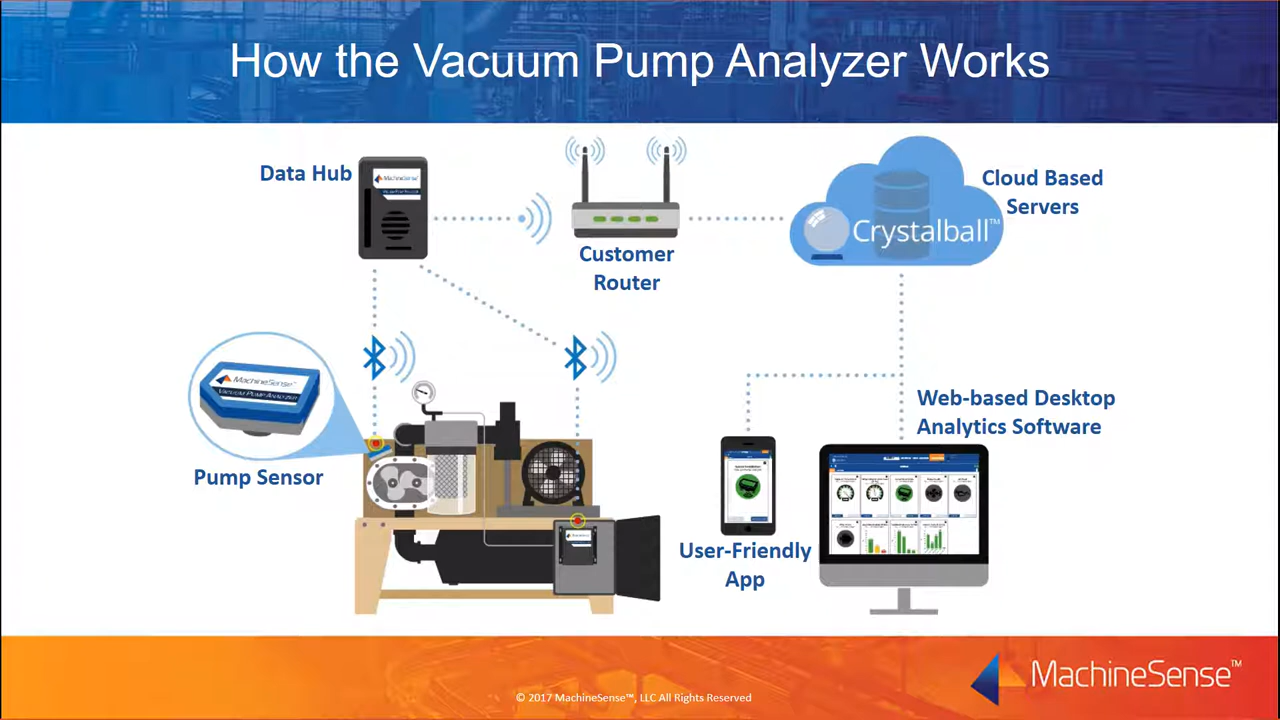 How the Vacuum Pump Analyzer Works
Data Hub
MachineSense
Customer
Router
Crystalball™
Cloud Based
Servers
MachineSense™
VACUUM PUMP ANALYZER
Pump Sensor
Web-based Desktop
Analytics Software
User-Friendly
App
© 2017 MachineSense™, LLC All Rights Reserved
MachineSense™